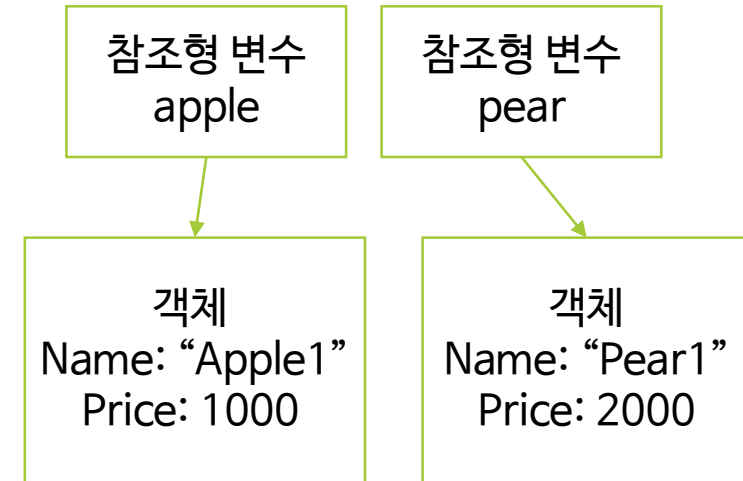 참조형 변수
apple
참조형 변수
pear
객체
Name: “Apple1”
Price: 1000
객체
Name: “Pear1”
Price: 2000